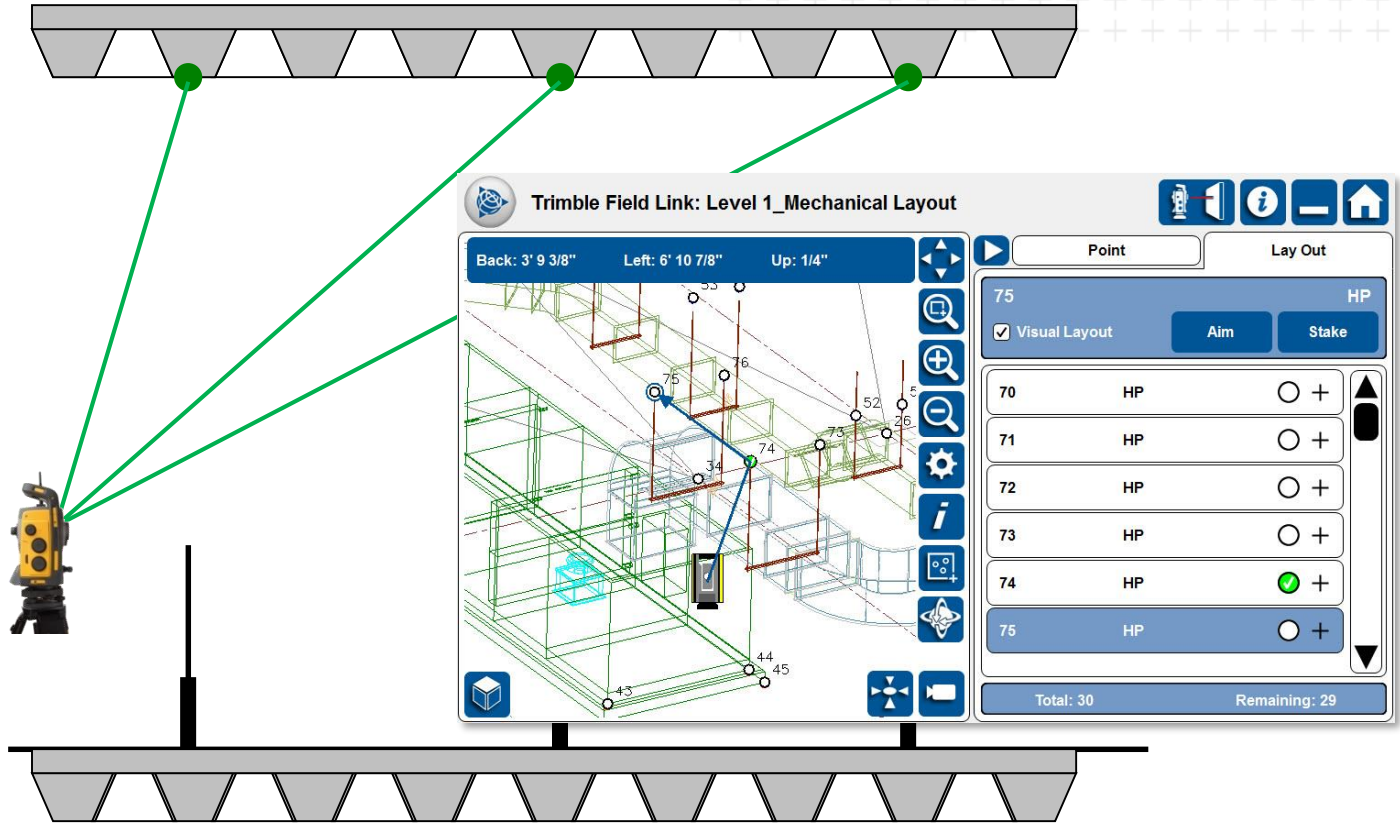 Trimble Field Link: Level 1_Mechanical Layout
Back: 3' 9 3/8" Left: 6' 10 7/8" Up: 1/4"
Point Lay Out
75 HP
Visual Layout Aim Stake
70 HP
71 HP
72 HP
73 HP
74 HP
75 HP
Total: 30 Remaining: 29
53
76
75
52
5
26
73
74
34
44
45
43